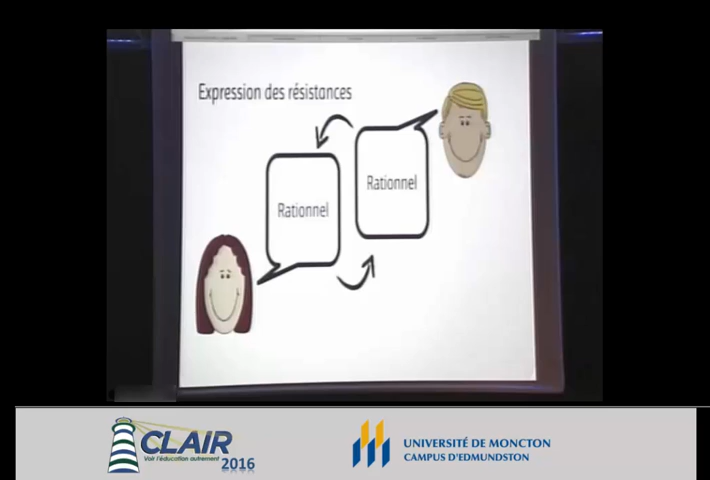 Expression des résistances
Rationnel
Rationnel
CLAIR
Voir l'éducation autrement
2016
UNIVERSITÉ DE MONCTON
CAMPUS D'EDMUNDSTON